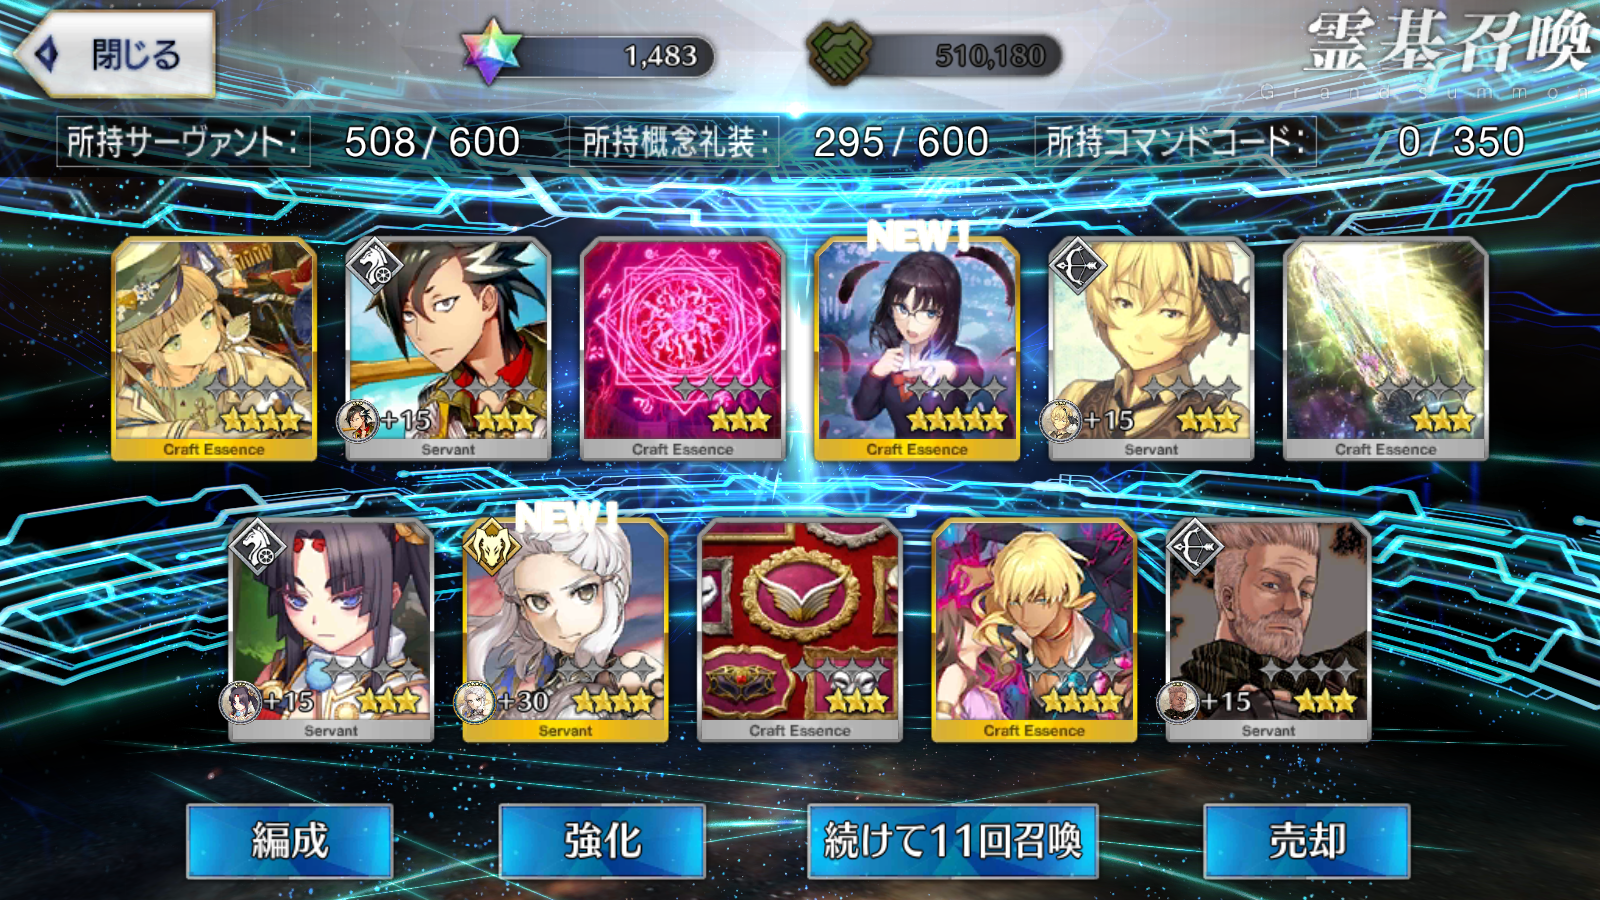 閉じる
1,483
510,180
霊基召喚
Grand summon
所持サーヴァント: 508/ 600
所持概念礼装: 295/ 600
所持コマンドコード: 0/ 350
NEW!
+15
+15
Craft Essence
Servant
Craft Essence
Craft Essence
Servant
Craft Essence
NEW!
+15
+30
+15
Servant
Servant
Craft Essence
Craft Essence
Servant
編成
強化
続けて11回召喚
売却